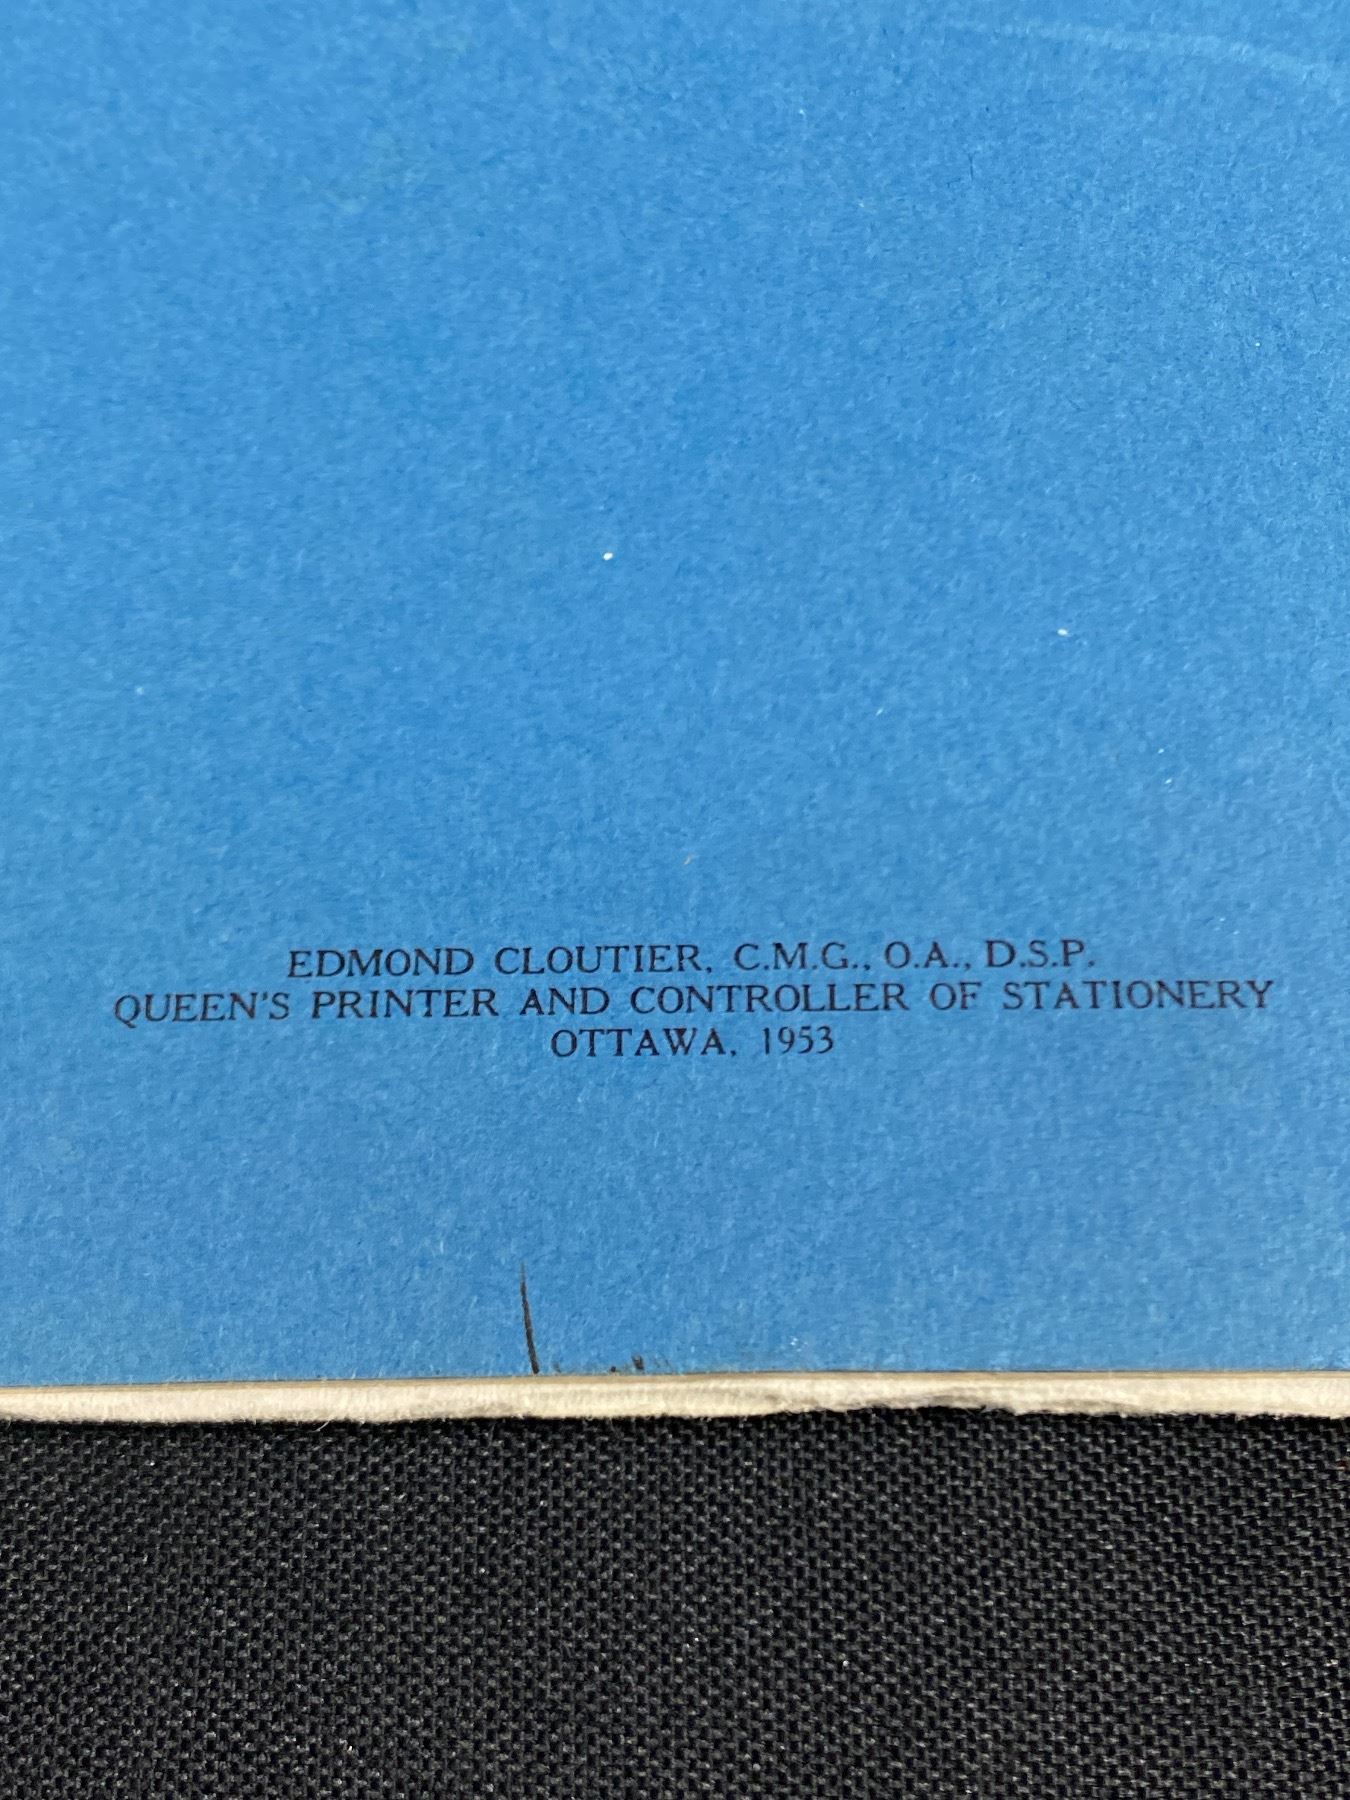 EDMOND CLOUTIER, C.M.G., O.A., D.S.P.
QUEEN'S PRINTER AND CONTROLLER OF STATIONERY
OTTAWA, 1953